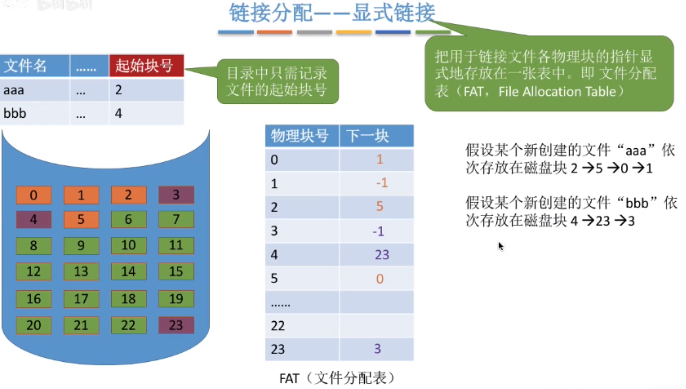 链接分配——显式链接
文件名 …… 起始块号
aaa … 2
bbb … 4
目录中只需记录
文件的起始块号
把用于链接文件各物理块的指针显
式地存放在一张表中。即 文件分配
表（FAT，File Allocation Table）
物理块号 下一块
0 1
1 -1
2 5
3 -1
4 23
5 0
……
22
23 3
FAT（文件分配表）
假设某个新创建的文件“aaa”依
次存放在磁盘块 2→5→0→1
假设某个新创建的文件“bbb”依
次存放在磁盘块 4→23→3
0 1 2 3
4 5 6 7
8 9 10 11
12 13 14 15
16 17 18 19
20 21 22 23